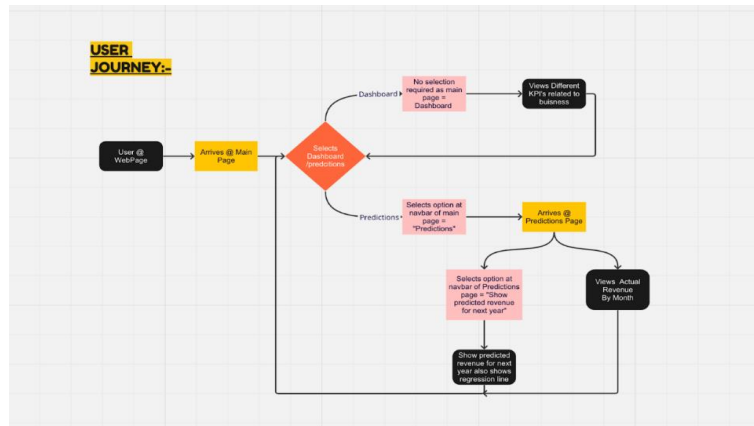 USER
JOURNEY:-
User @
WebPage
Arrives @ Main
Page
Selects
Dashboard
/predctions
Dashboard
No selection
required as main
page =
Dashboard
Views Different
KPI's related to
buisness
Predictions
Selects option at
navbar of main
page =
"Predictions"
Arrives @
Predictions Page
Selects option at
navbar of Predictions
page = "Show
predicted revenue
for next year"
Views Actual
Revenue
By Month
Show predicted
revenue for next
year also shows
regression line